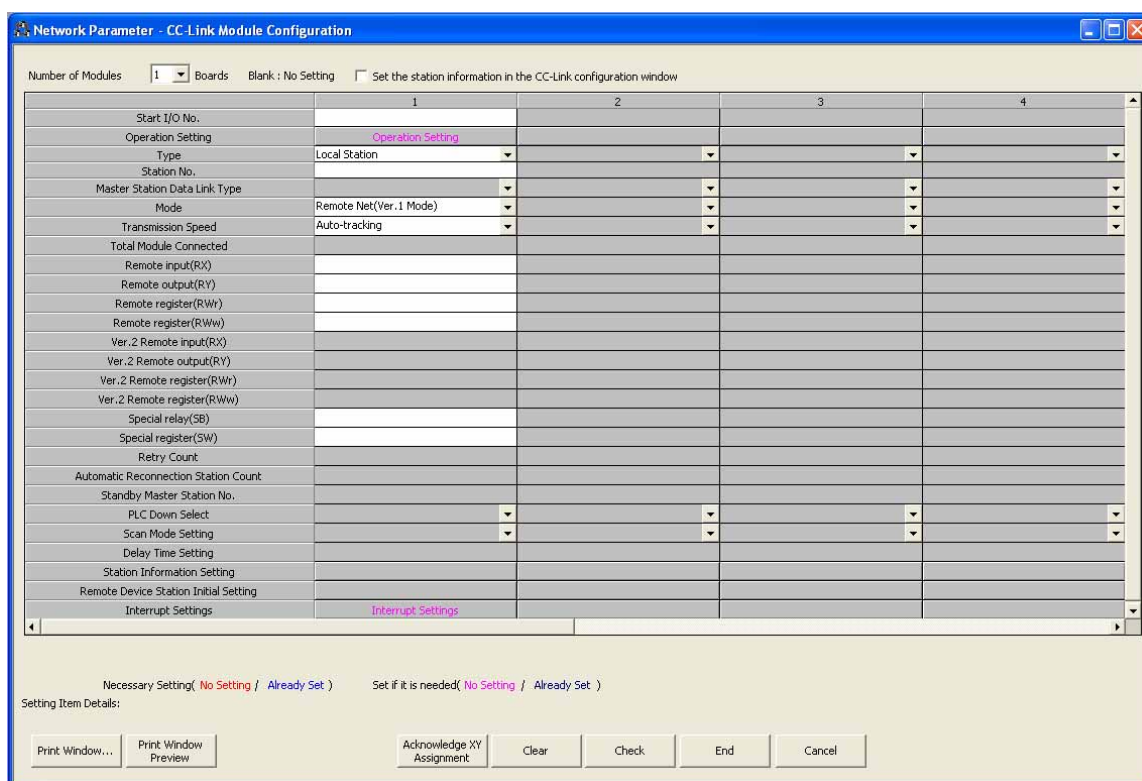 Network Parameter - CC-Link Module Configuration
Number of Modules 1 Boards Blank : No Setting Set the station information in the CC-Link configuration window
1 2 3 4
Start I/O No.
Operation Setting Operation Setting
Type Local Station
Station No.
Master Station Data Link Type
Mode Remote Net(Ver.1 Mode)
Transmission Speed Auto-tracking
Total Module Connected
Remote input(RX)
Remote output(RY)
Remote register(RWr)
Remote register(RWw)
Ver.2 Remote input(RX)
Ver.2 Remote output(RY)
Ver.2 Remote register(RWr)
Ver.2 Remote register(RWw)
Special relay(SB)
Special register(SW)
Retry Count
Automatic Reconnection Station Count
Standby Master Station No.
PLC Down Select
Scan Mode Setting
Delay Time Setting
Station Information Setting
Remote Device Station Initial Setting
Interrupt Settings Interrupt Settings
Necessary Setting( No Setting / Already Set ) Set if it is needed( No Setting / Already Set )
Setting Item Details:
Print Window... Print Window Preview Acknowledge XY Assignment Clear Check End Cancel